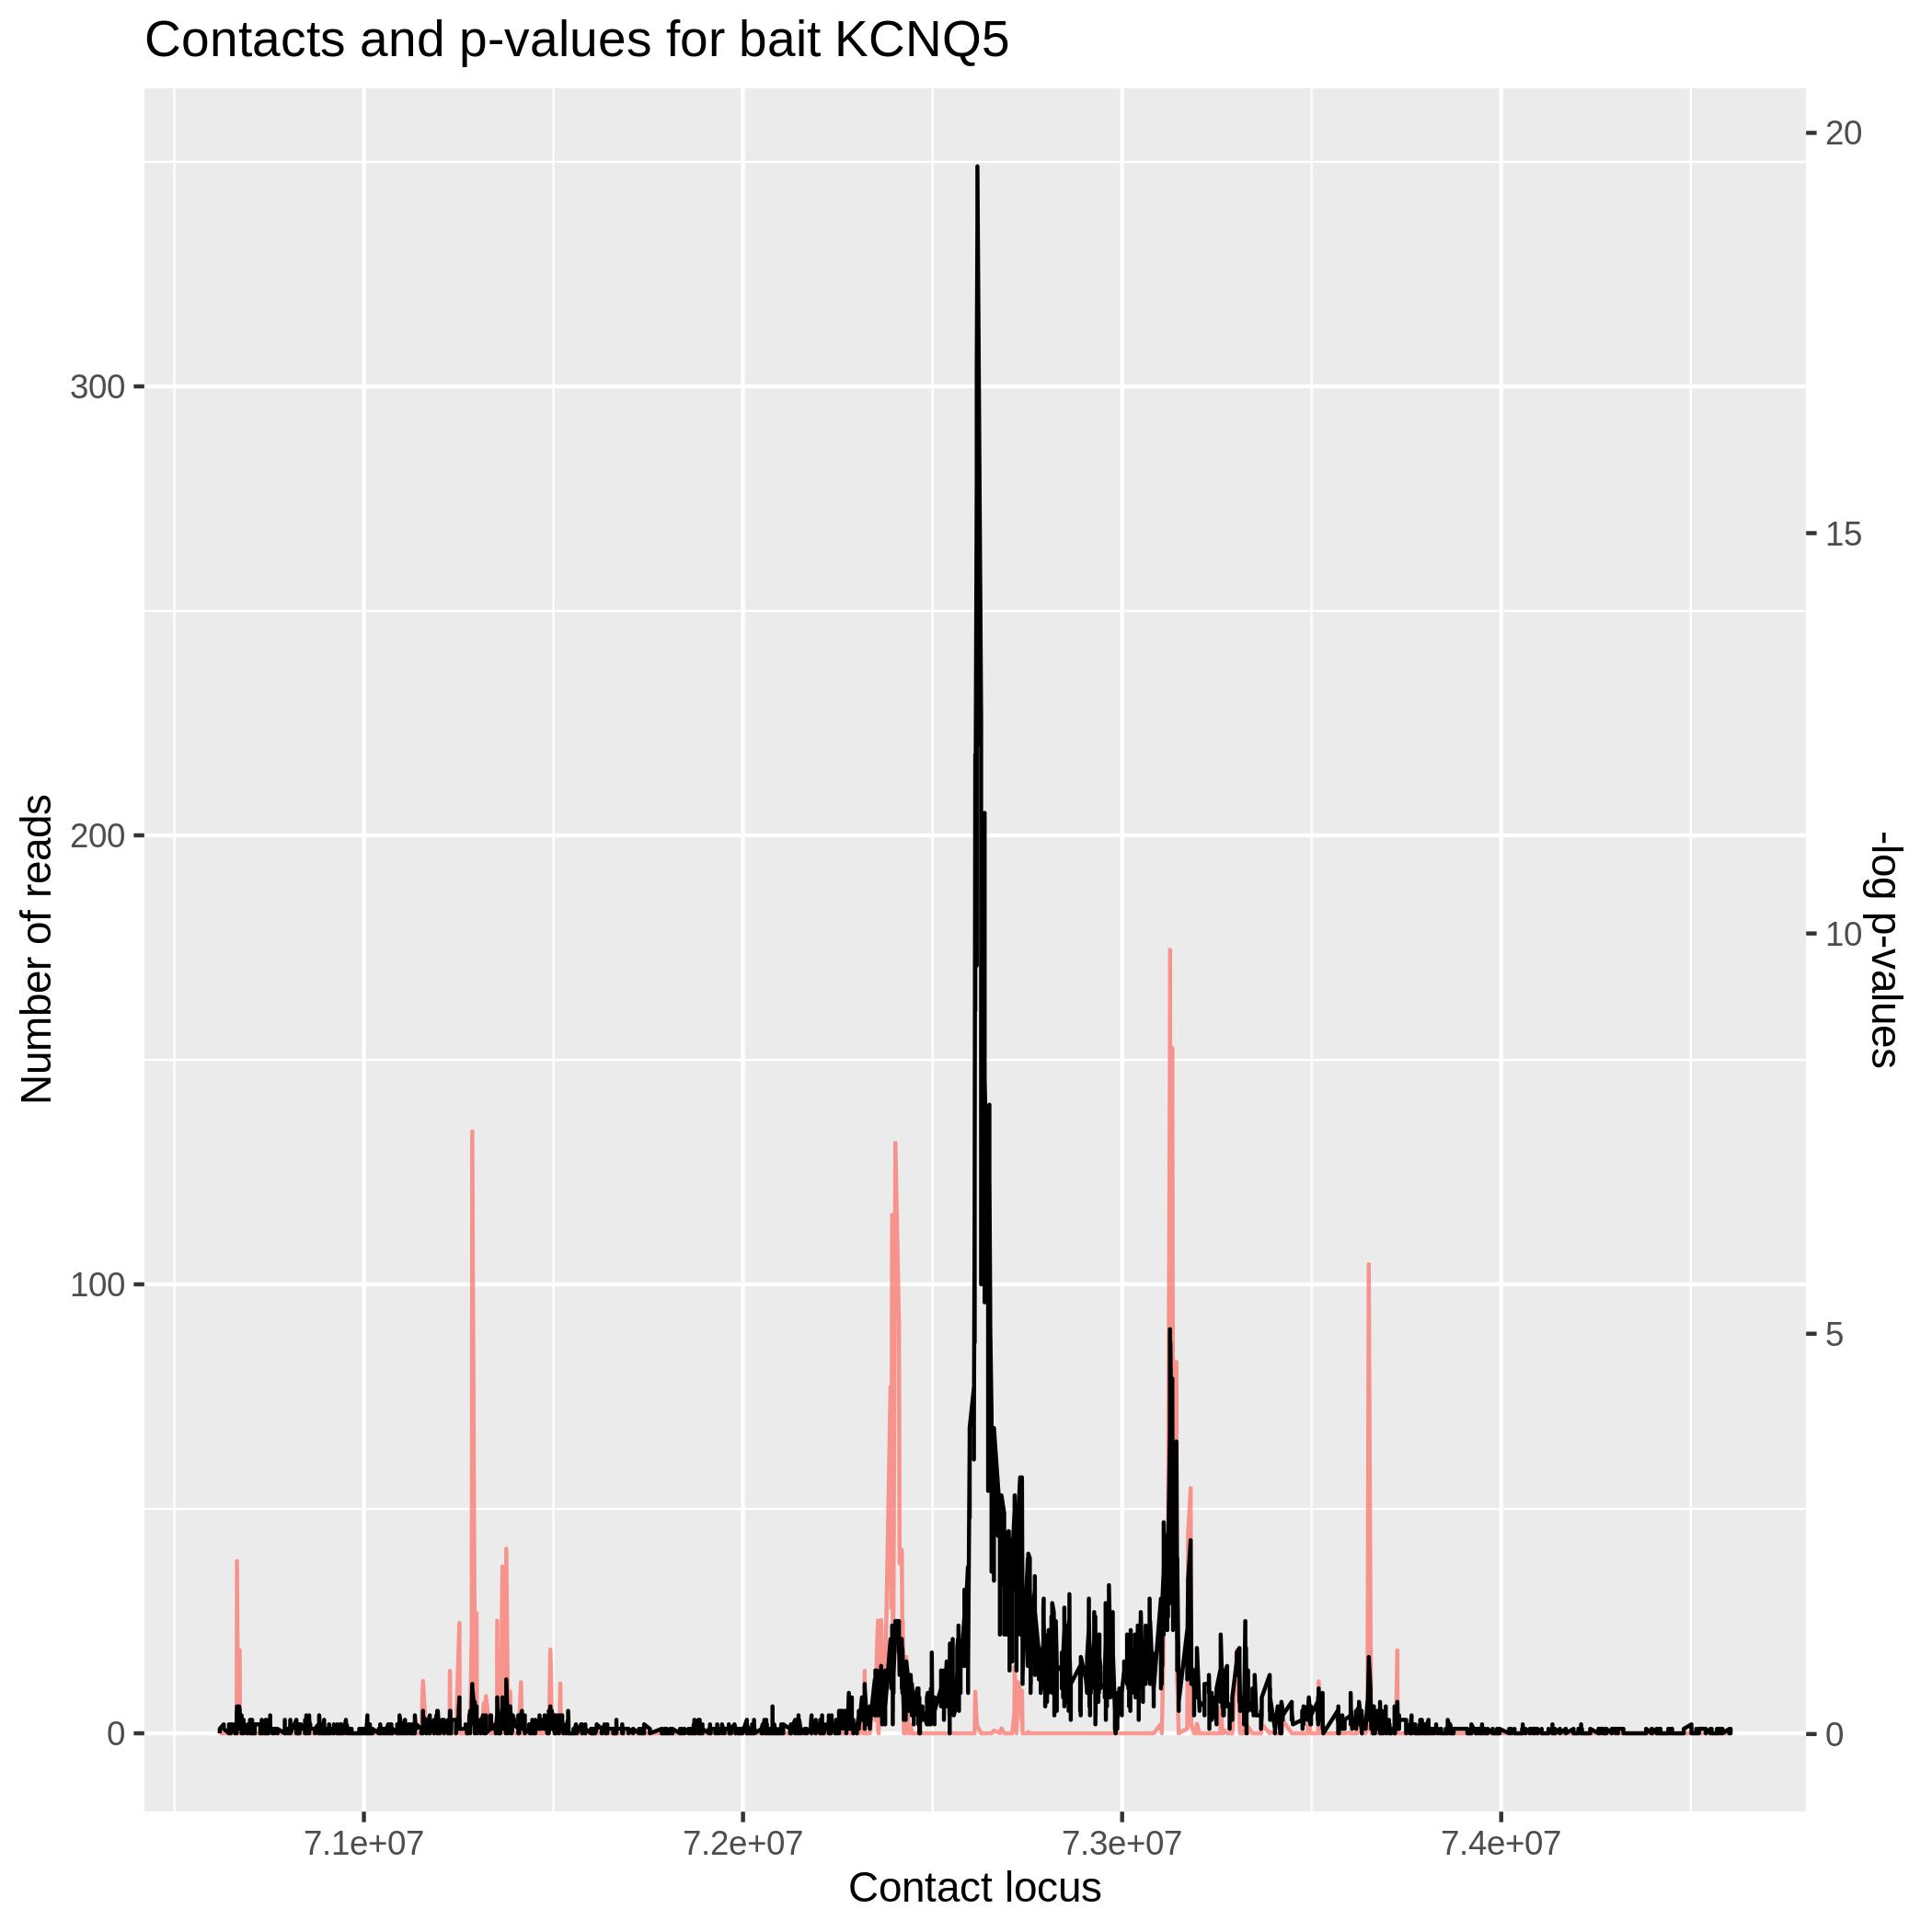 Contacts and p-values for bait KCNQ5
Number of reads
300
200
100
0
20
15
10
5
0
-log p-values
7.1e+07
7.2e+07
7.3e+07
7.4e+07
Contact locus